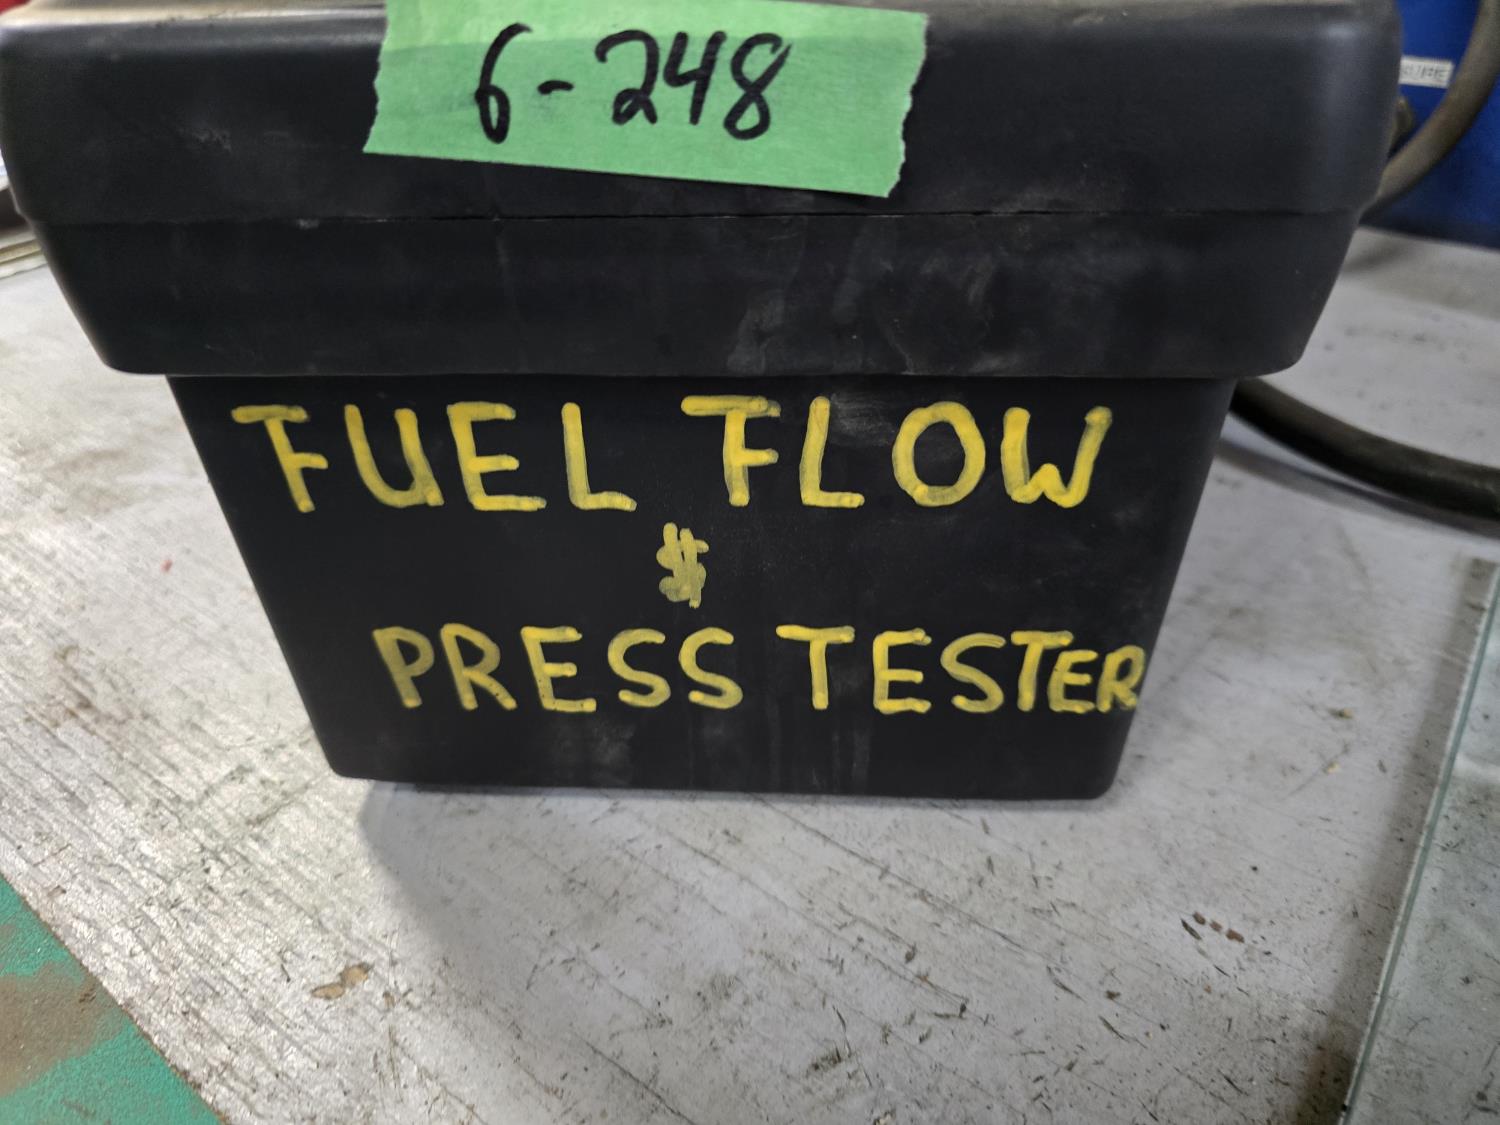 6-248
FUEL FLOW
$
PRESS TESTER